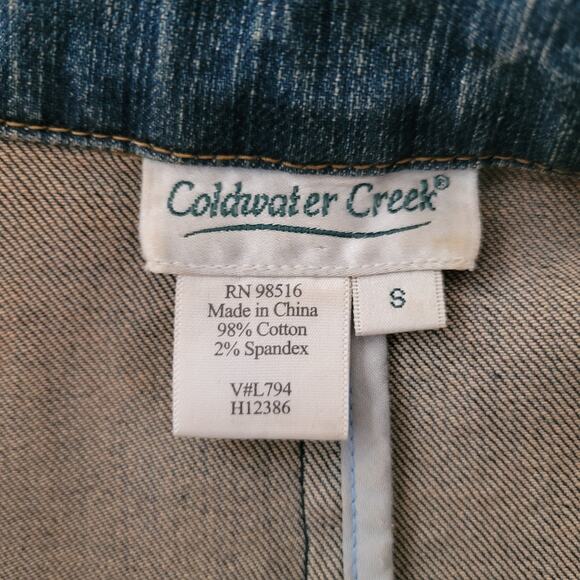 Coldwater Creek®
RN 98516
Made in China
98% Cotton
2% Spandex
V#L794
H12386
S